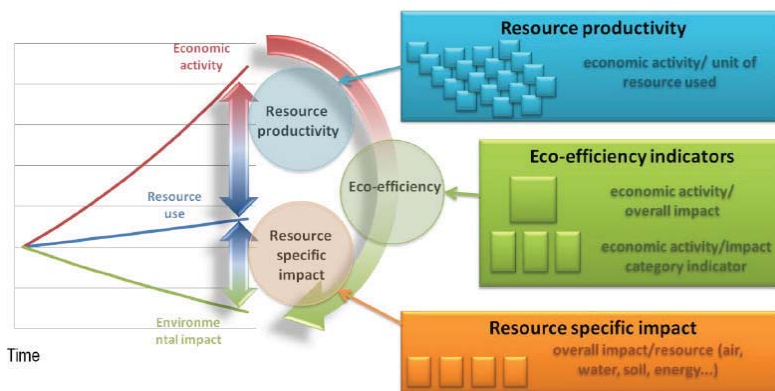 Economic
activity
Resource
productivity
Resource
use
Eco-efficiency
Resource
specific
impact
Environme
ntal impact
Time
Resource productivity
economic activity/ unit of
resource used
Eco-efficiency indicators
economic activity/
overall impact
economic activity/impact
category indicator
Resource specific impact
overall impact/resource (air,
water, soil, energy...)